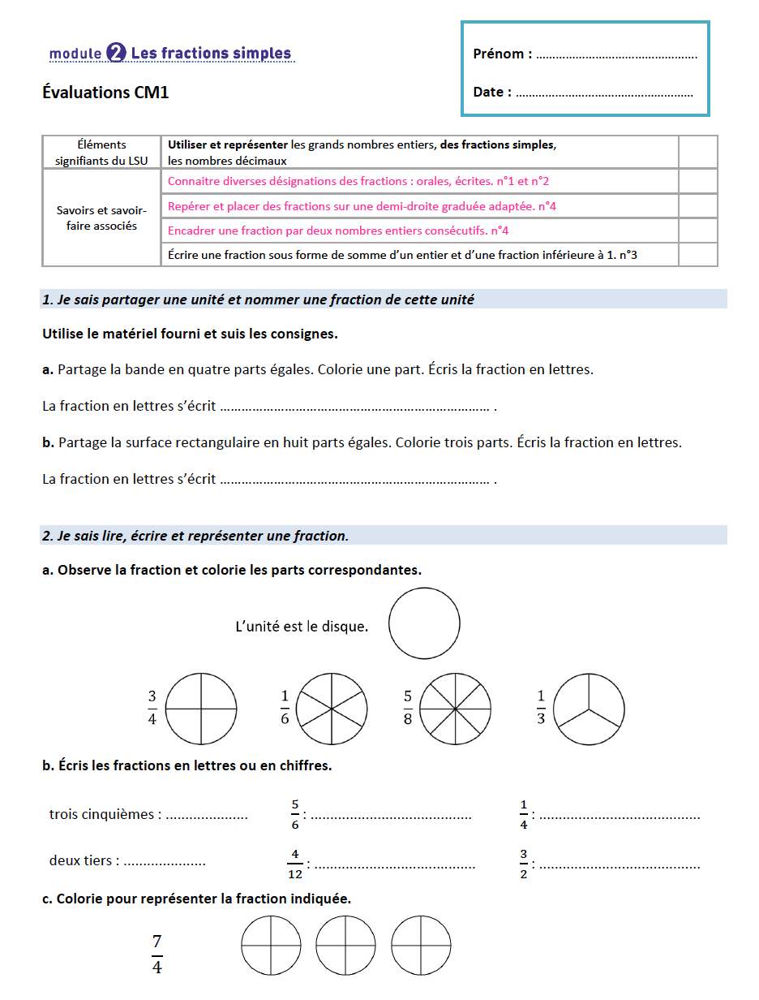 module 2 Les fractions simples
Prénom : ………………………………………….
Évaluations CM1
Date : ………………………………………………
Éléments
signifiants du LSU
Utiliser et représenter les grands nombres entiers, des fractions simples,
les nombres décimaux
Savoirs et savoir-
faire associés
Connaitre diverses désignations des fractions : orales, écrites. n°1 et n°2
Repérer et placer des fractions sur une demi-droite graduée adaptée. n°4
Encadrer une fraction par deux nombres entiers consécutifs. n°4
Écrire une fraction sous forme de somme d’un entier et d’une fraction inférieure à 1. n°3
1. Je sais partager une unité et nommer une fraction de cette unité
Utilise le matériel fourni et suis les consignes.
a. Partage la bande en quatre parts égales. Colorie une part. Écris la fraction en lettres.
La fraction en lettres s’écrit ………………………………………………………………… .
b. Partage la surface rectangulaire en huit parts égales. Colorie trois parts. Écris la fraction en lettres.
La fraction en lettres s’écrit ………………………………………………………………… .
2. Je sais lire, écrire et représenter une fraction.
a. Observe la fraction et colorie les parts correspondantes.
L’unité est le disque.
3/4 1/6 5/8 1/3
b. Écris les fractions en lettres ou en chiffres.
trois cinquièmes : ..................... 5/6 : ......................................... 1/4 : .........................................
deux tiers : ..................... 4/12 : ......................................... 3/2 : .........................................
c. Colorie pour représenter la fraction indiquée.
7/4